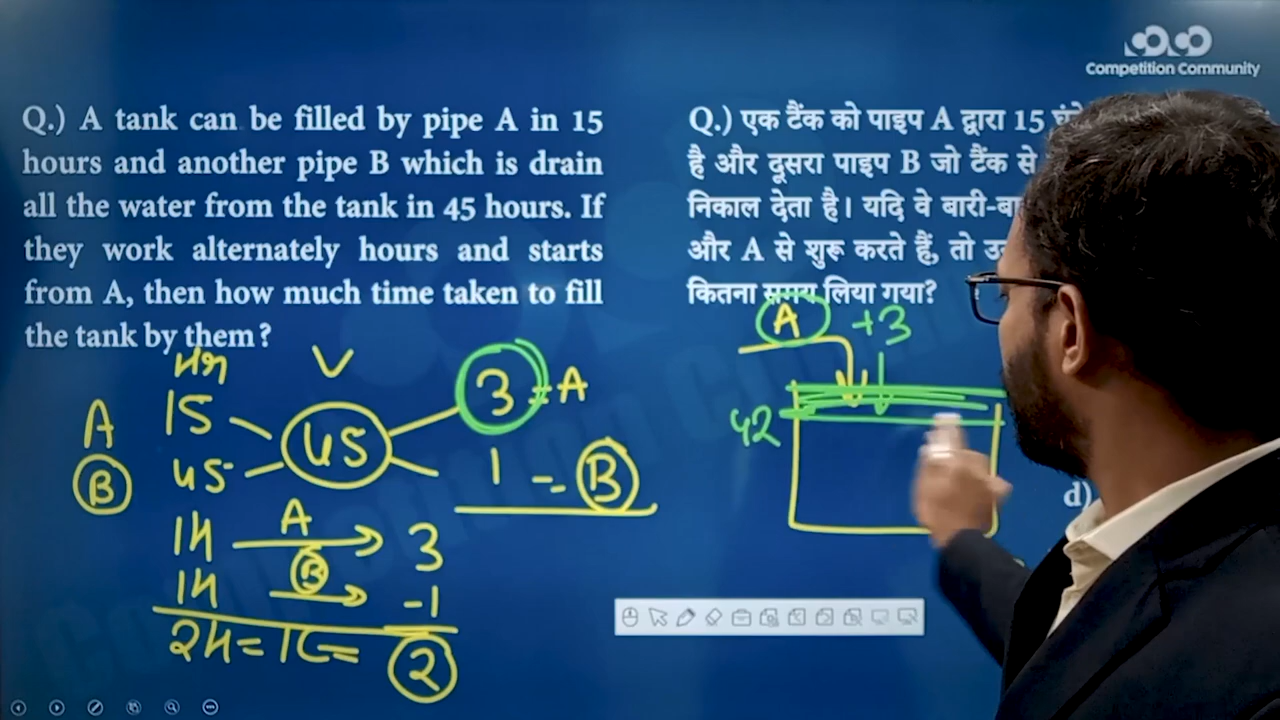 Competition Community
Q.) A tank can be filled by pipe A in 15
hours and another pipe B which is drain
all the water from the tank in 45 hours. If
they work alternately hours and starts
from A, then how much time taken to fill
the tank by them?
Q.) एक टैंक को पाइप A द्वारा 15
है और दूसरा पाइप B जो टैंक से
निकाल देता है। यदि वे बारी-
और A से शुरू करते हैं, तो
कितना समय लिया गया?
A +3
42
d)
Hr V
A 15 45 3 = A
B 45 1 = B
1H A 3
1H B -1
2H = 1C = 2